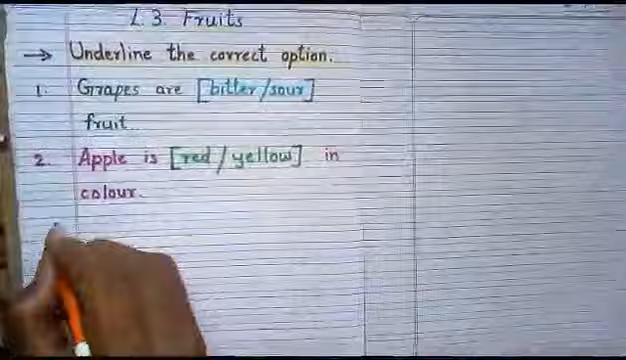 L.3. Fruits
→ Underline the correct option.
1. Grapes are [bitter/sour]
fruit.
2. Apple is [red/yellow] in
colour.